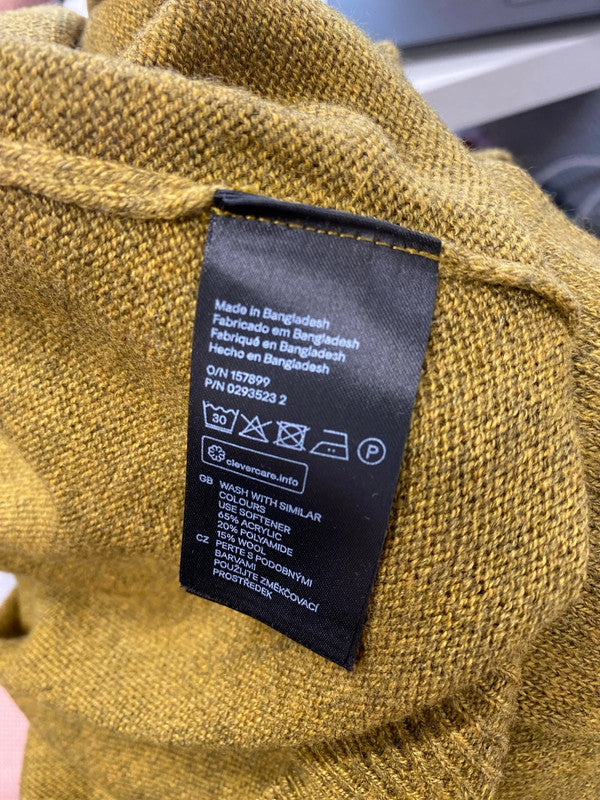 Made in Bangladesh
Fabricado em Bangladesh
Fabriqué en Bangladesh
Hecho en Bangladesh
O/N 157899
P/N 0293523 2
30 P
clevercare.info
GB WASH WITH SIMILAR
COLOURS
USE SOFTENER
65% ACRYLIC
20% POLYAMIDE
15% WOOL
CZ PERTE S PODOBNÝMI
BARVAMI
POUŽIJTE ZMĚKČOVACÍ
PROSTŘEDEK